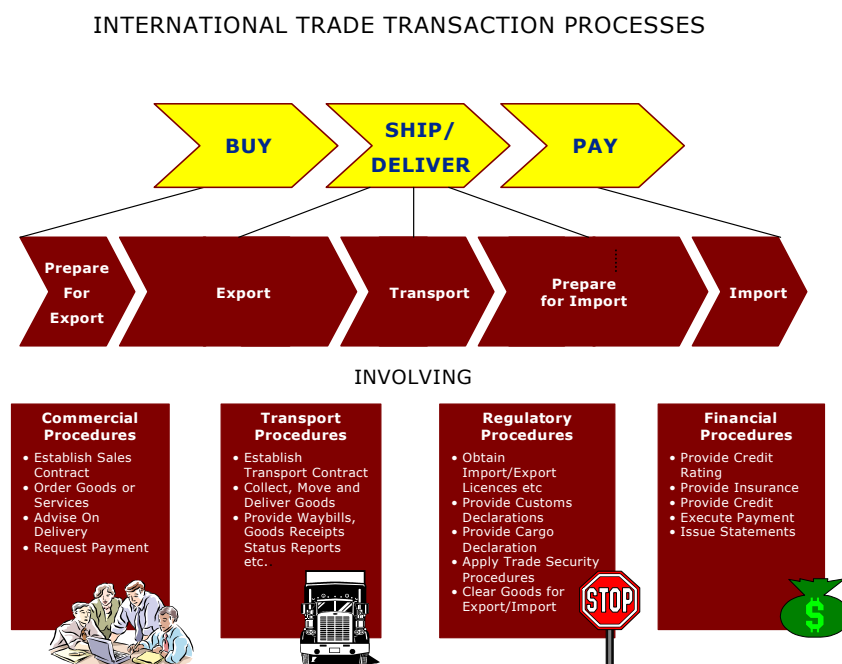 INTERNATIONAL TRADE TRANSACTION PROCESSES
BUY
SHIP/
DELIVER
PAY
Prepare
For
Export
Export
Transport
Prepare
for Import
Import
INVOLVING
Commercial
Procedures
• Establish Sales
Contract
• Order Goods or
Services
• Advise On
Delivery
• Request Payment
Transport
Procedures
• Establish
Transport Contract
• Collect, Move and
Deliver Goods
• Provide Waybills,
Goods Receipts
Status Reports
etc.
Regulatory
Procedures
• Obtain
Import/Export
Licences etc
• Provide Customs
Declarations
• Provide Cargo
Declaration
• Apply Trade Security
Procedures
• Clear Goods for
Export/Import
STOP
Financial
Procedures
• Provide Credit
Rating
• Provide Insurance
• Provide Credit
• Execute Payment
• Issue Statements
$